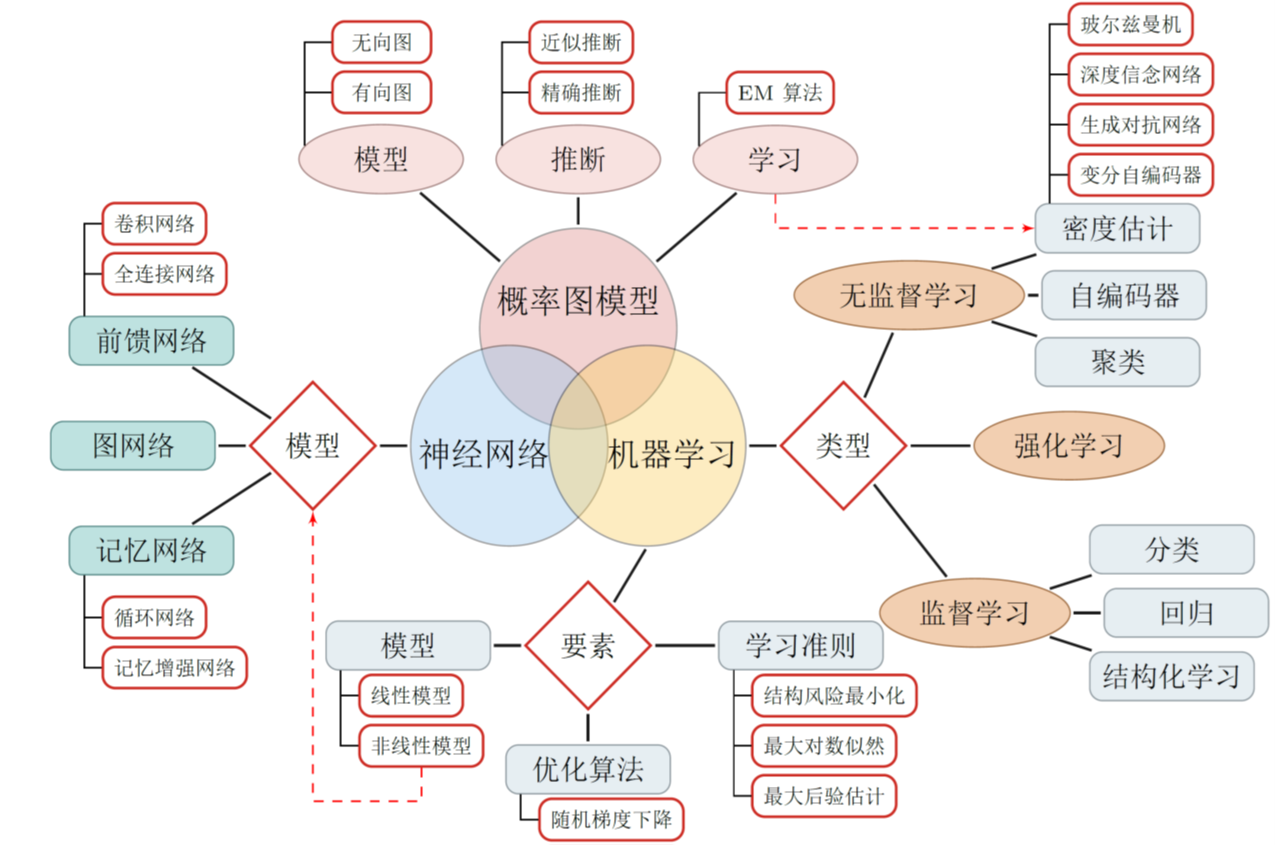 无向图
有向图
模型
近似推断
精确推断
推断
EM 算法
学习
玻尔兹曼机
深度信念网络
生成对抗网络
变分自编码器
密度估计
自编码器
聚类
无监督学习
概率图模型
神经网络
机器学习
卷积网络
全连接网络
前馈网络
图网络
模型
记忆网络
循环网络
记忆增强网络
类型
强化学习
监督学习
分类
回归
结构化学习
要素
模型
线性模型
非线性模型
优化算法
随机梯度下降
学习准则
结构风险最小化
最大对数似然
最大后验估计